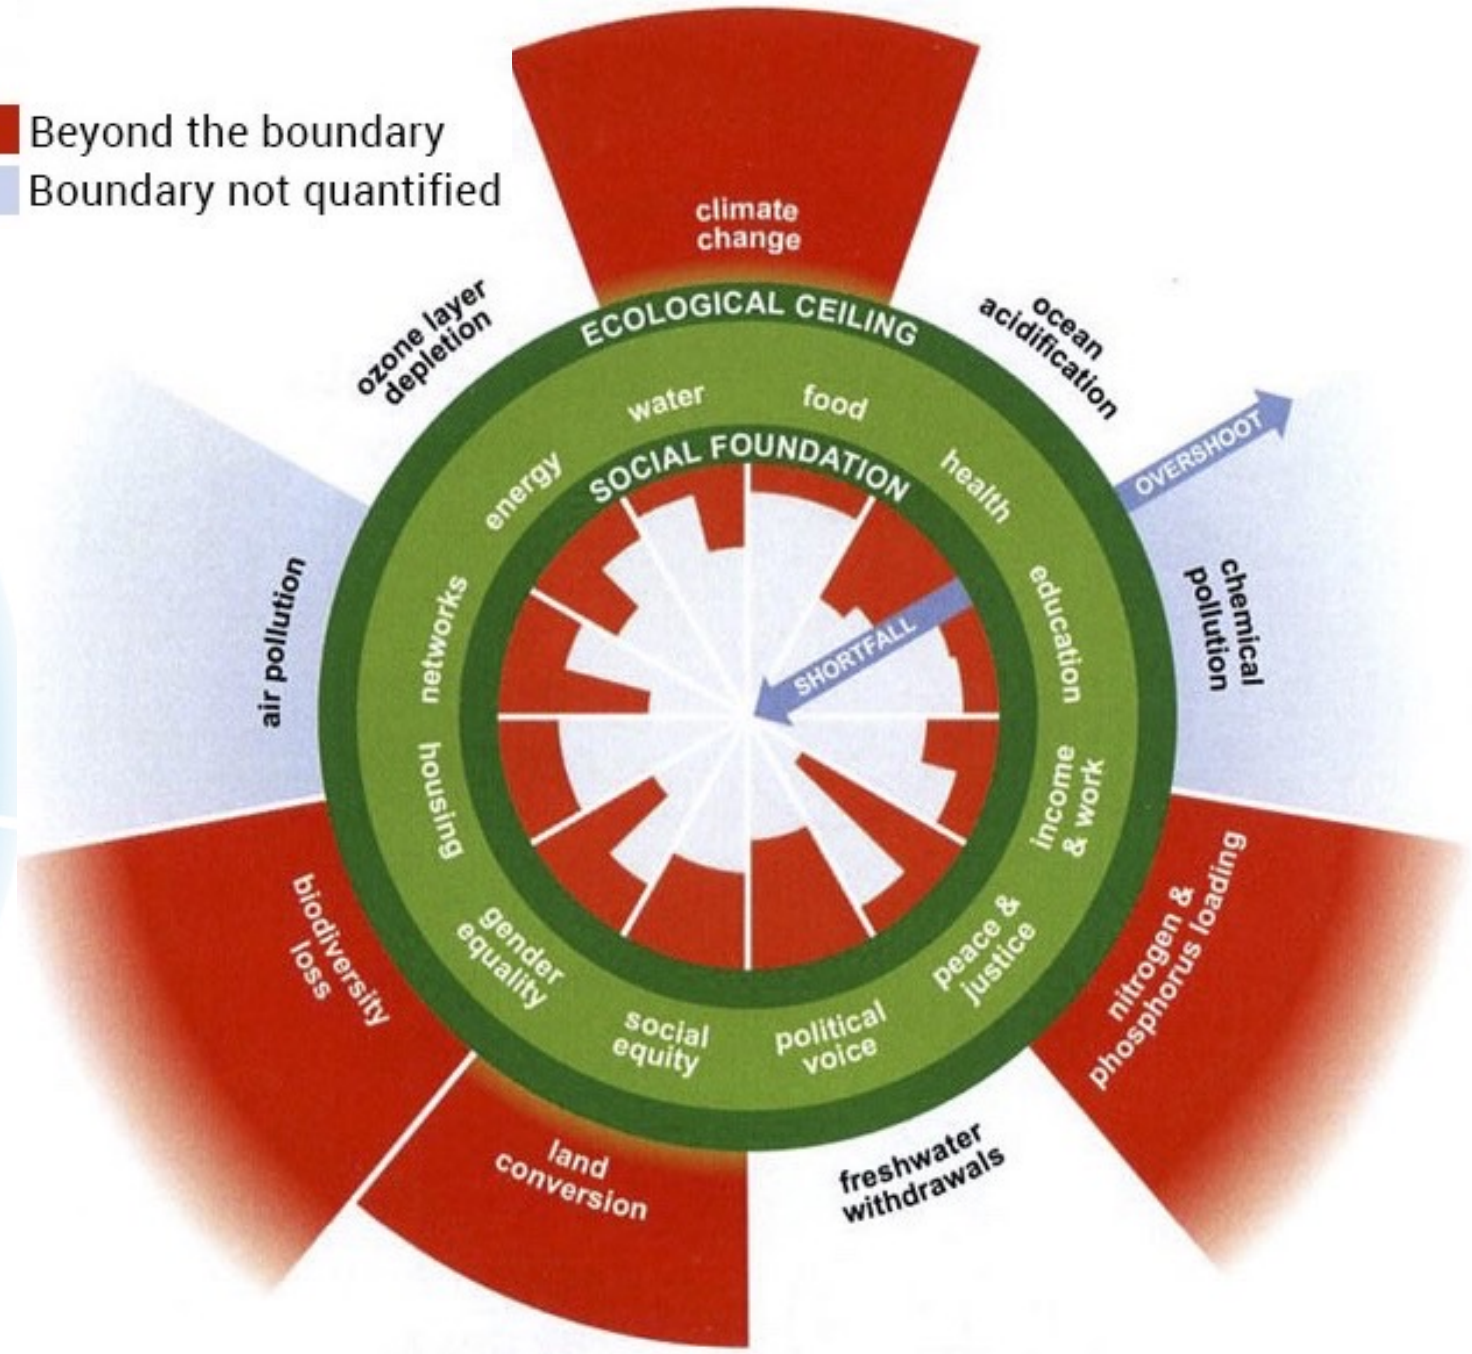 Beyond the boundary
Boundary not quantified
climate
change
ozone layer
depletion
ocean
acidification
ECOLOGICAL CEILING
OVERSHOOT
water
food
SOCIAL FOUNDATION
energy
health
networks
education
air pollution
chemical
pollution
SHORTFALL
housing
income
& work
biodiversity
loss
nitrogen &
phosphorus loading
gender
equality
peace &
justice
social
equity
political
voice
land
conversion
freshwater
withdrawals